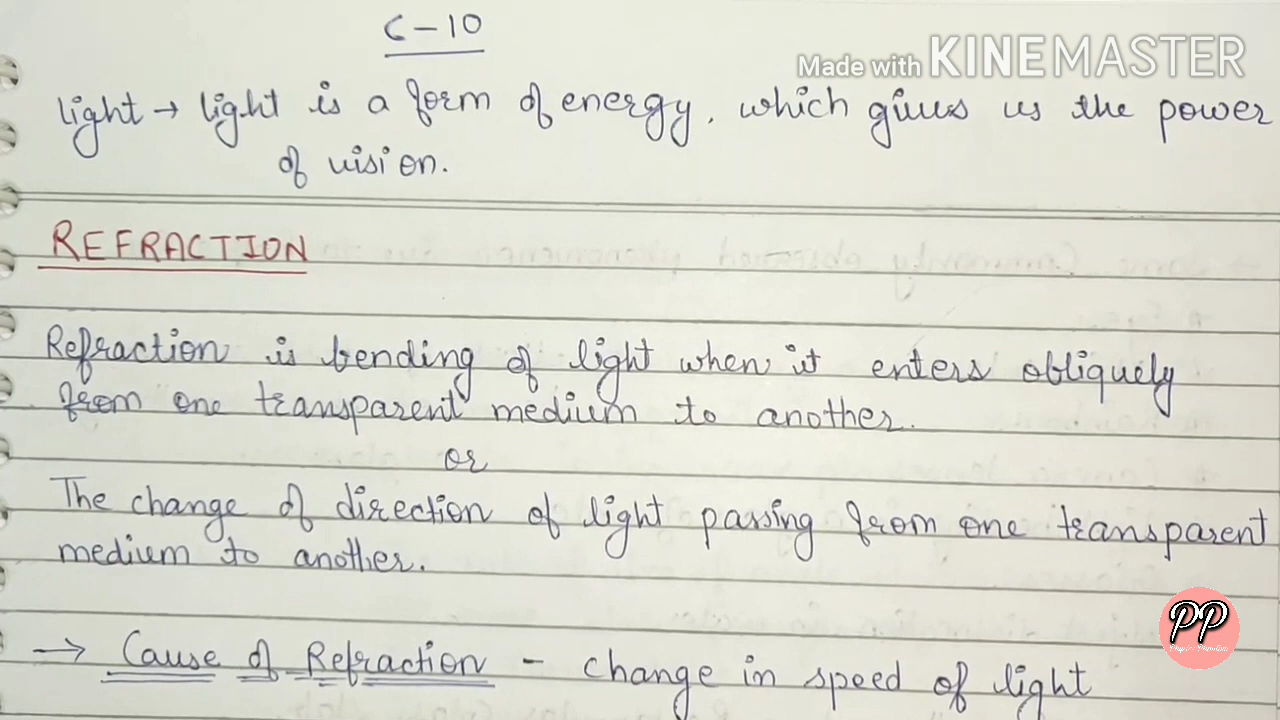 C-10
Made with KINEMASTER
light → light is a form of energy. which gives us the power
of vision.
REFRACTION
Refraction is bending of light when it enters obliquely
from one transparent medium to another.
or
The change of direction of light passing from one transparent
medium to another.
→ Cause of Refraction - change in speed of light
PP